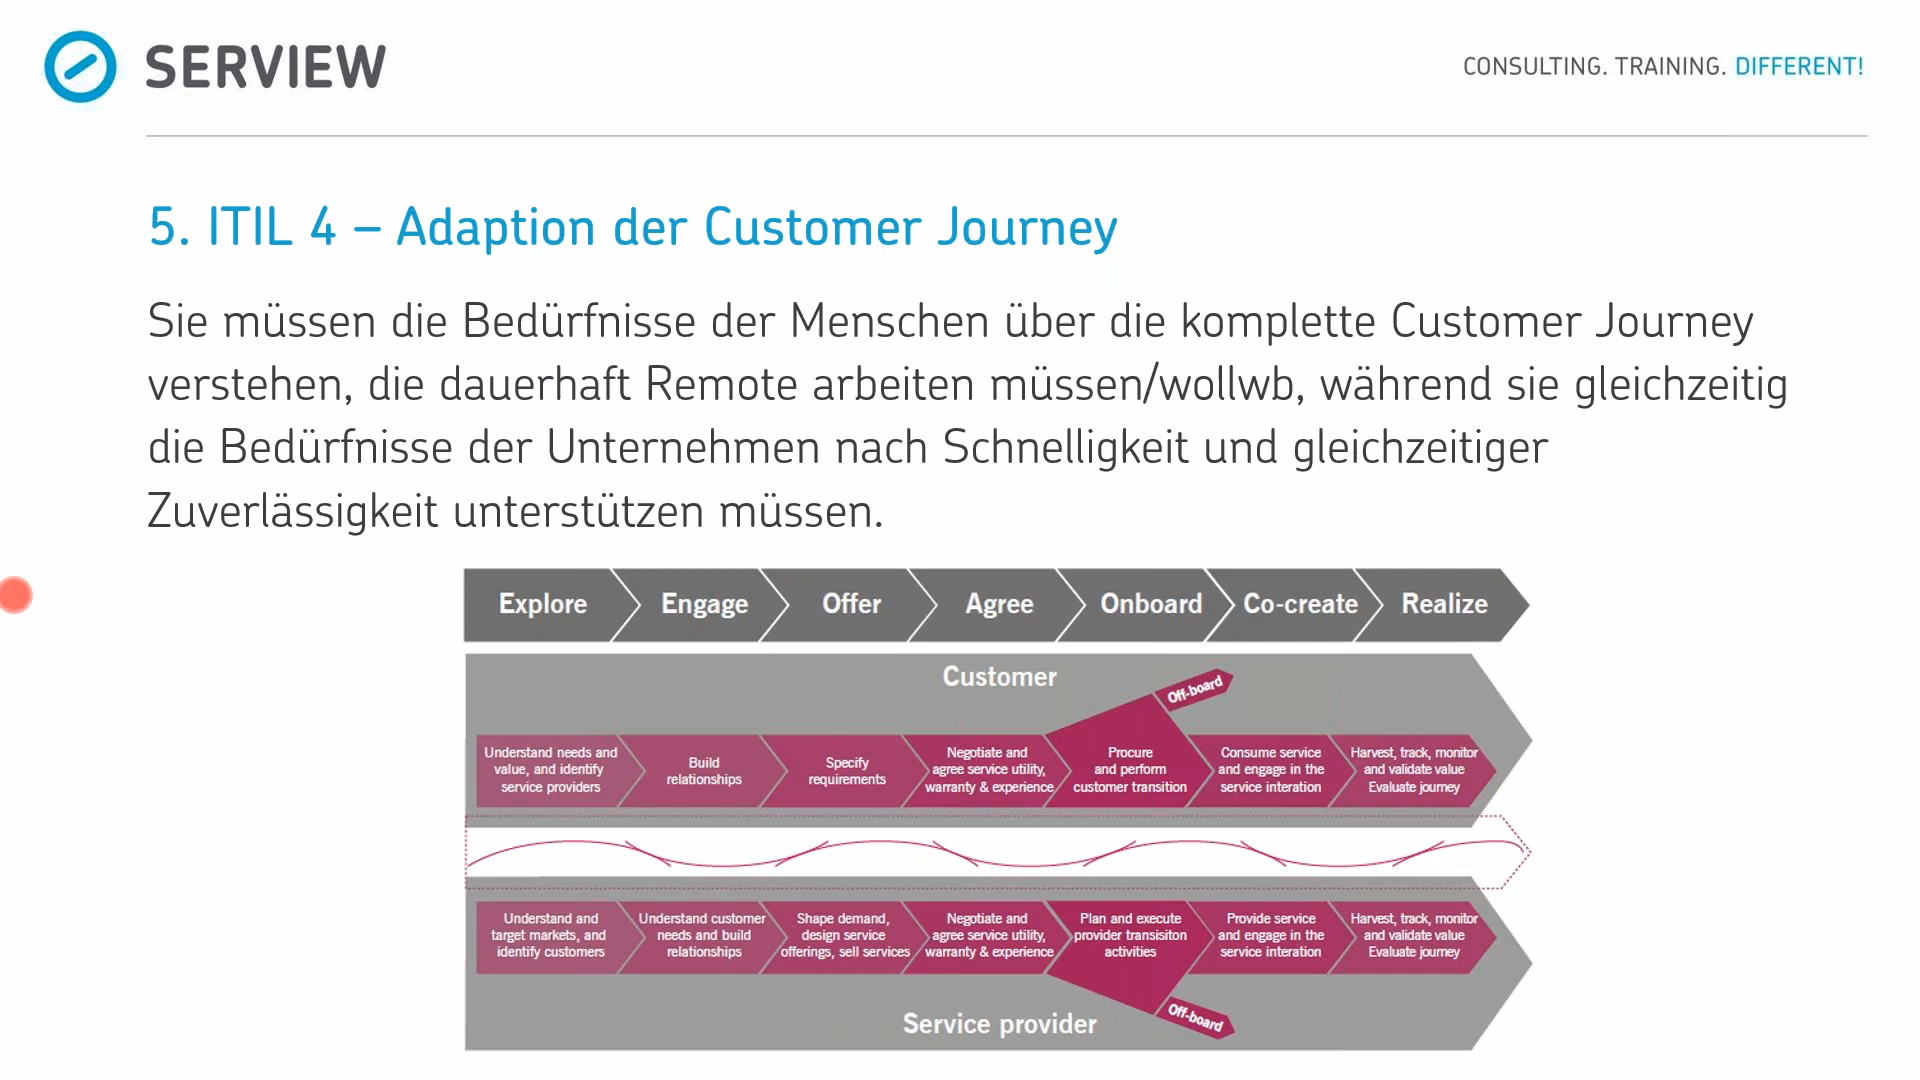 SERVIEW
CONSULTING. TRAINING. DIFFERENT!
5. ITIL 4 – Adaption der Customer Journey
Sie müssen die Bedürfnisse der Menschen über die komplette Customer Journey
verstehen, die dauerhaft Remote arbeiten müssen/wollwb, während sie gleichzeitig
die Bedürfnisse der Unternehmen nach Schnelligkeit und gleichzeitiger
Zuverlässigkeit unterstützen müssen.
Explore
Engage
Offer
Agree
Onboard
Co-create
Realize
Customer
Off-board
Understand needs and
value, and identify
service providers
Build
relationships
Specify
requirements
Negotiate and
agree service utility,
warranty & experience
Procure
and perform
customer transition
Consume service
and engage in the
service interation
Harvest, track, monitor
and validate value
Evaluate journey
Understand and
target markets, and
identify customers
Understand customer
needs and build
relationships
Shape demand,
design service
offerings, sell services
Negotiate and
agree service utility,
warranty & experience
Plan and execute
provider transisiton
activities
Provide service
and engage in the
service interation
Harvest, track, monitor
and validate value
Evaluate journey
Off-board
Service provider